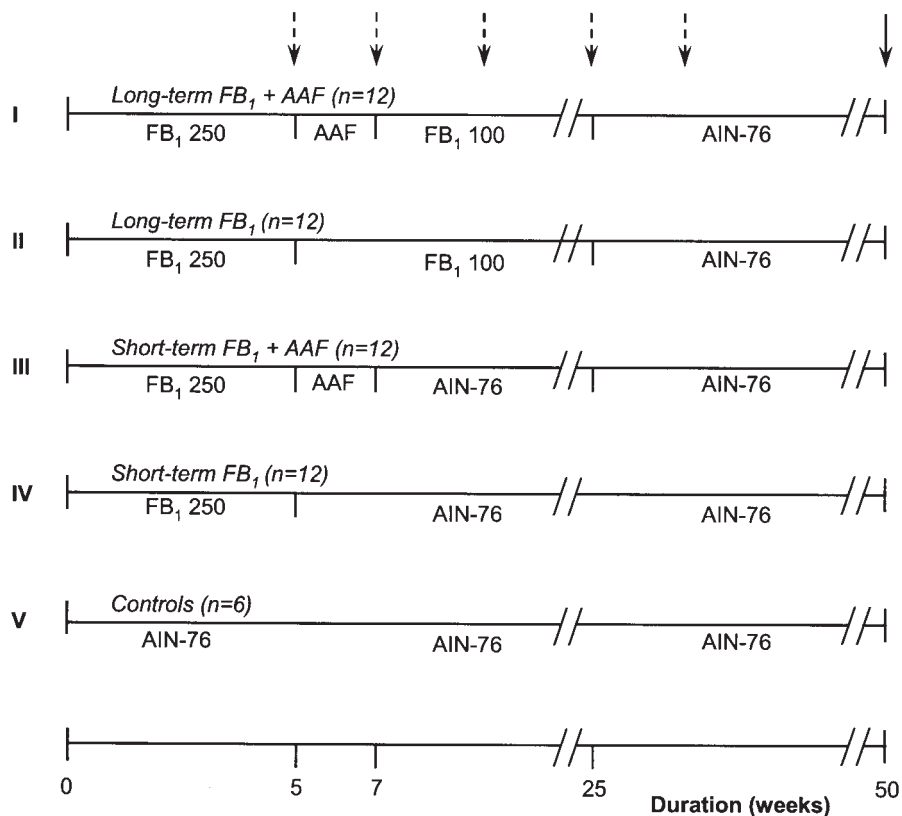 Long-term FB₁ + AAF (n=12)
I
FB₁ 250 AAF FB₁ 100 AIN-76
Long-term FB₁ (n=12)
II
FB₁ 250 FB₁ 100 AIN-76
Short-term FB₁ + AAF (n=12)
III
FB₁ 250 AAF AIN-76 AIN-76
Short-term FB₁ (n=12)
IV
FB₁ 250 AIN-76 AIN-76
Controls (n=6)
V
AIN-76 AIN-76 AIN-76
0 5 7 25 50
Duration (weeks)